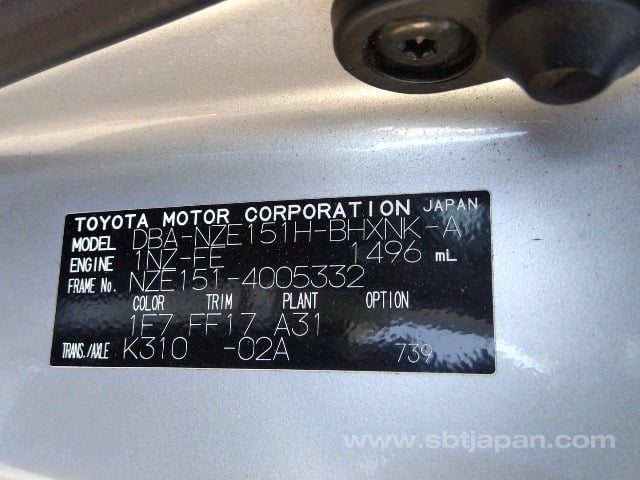 TOYOTA MOTOR CORPORATION JAPAN
MODEL DBA-NZE151H-BHXNK-A
ENGINE 1NZ-FE 1496 mL
FRAME No. NZE151-4005332
COLOR TRIM PLANT OPTION
1F7 FF17 A31
TRANS./AXLE K310 -02A 739
www.sbtjapan.com